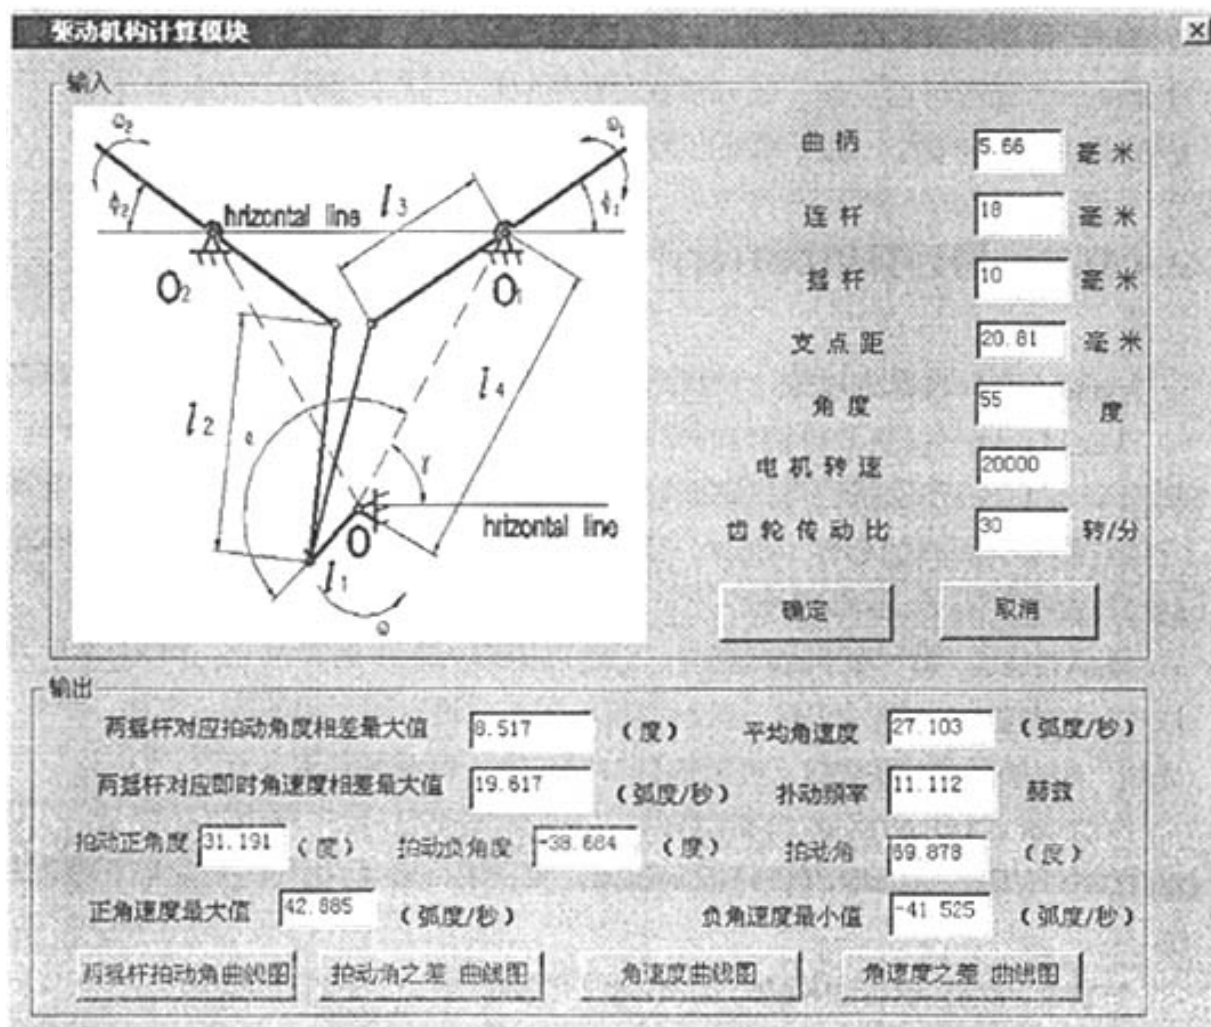 驱动机构计算模块
输入
曲柄 5.66 毫米
连杆 18 毫米
摇杆 10 毫米
支点距 20.81 毫米
角度 55 度
电机转速 20000
齿轮传动比 30 转/分
确定 取消
ω2
ω1
ϕ2
hrizontal line
l3
ϕ1
O2
O1
l2
l4
α
γ
O
hrizontal line
l1
ω
输出
两摇杆对应拍动角度相差最大值 8.517 (度) 平均角速度 27.103 (弧度/秒)
两摇杆对应即时角速度相差最大值 19.617 (弧度/秒) 扑动频率 11.112 赫兹
拍动正角度 31.191 (度) 拍动负角度 -38.684 (度) 拍动角 69.878 (度)
正角速度最大值 42.885 (弧度/秒) 负角速度最小值 -41.525 (弧度/秒)
两摇杆拍动角曲线图 拍动角之差 曲线图 角速度曲线图 角速度之差 曲线图